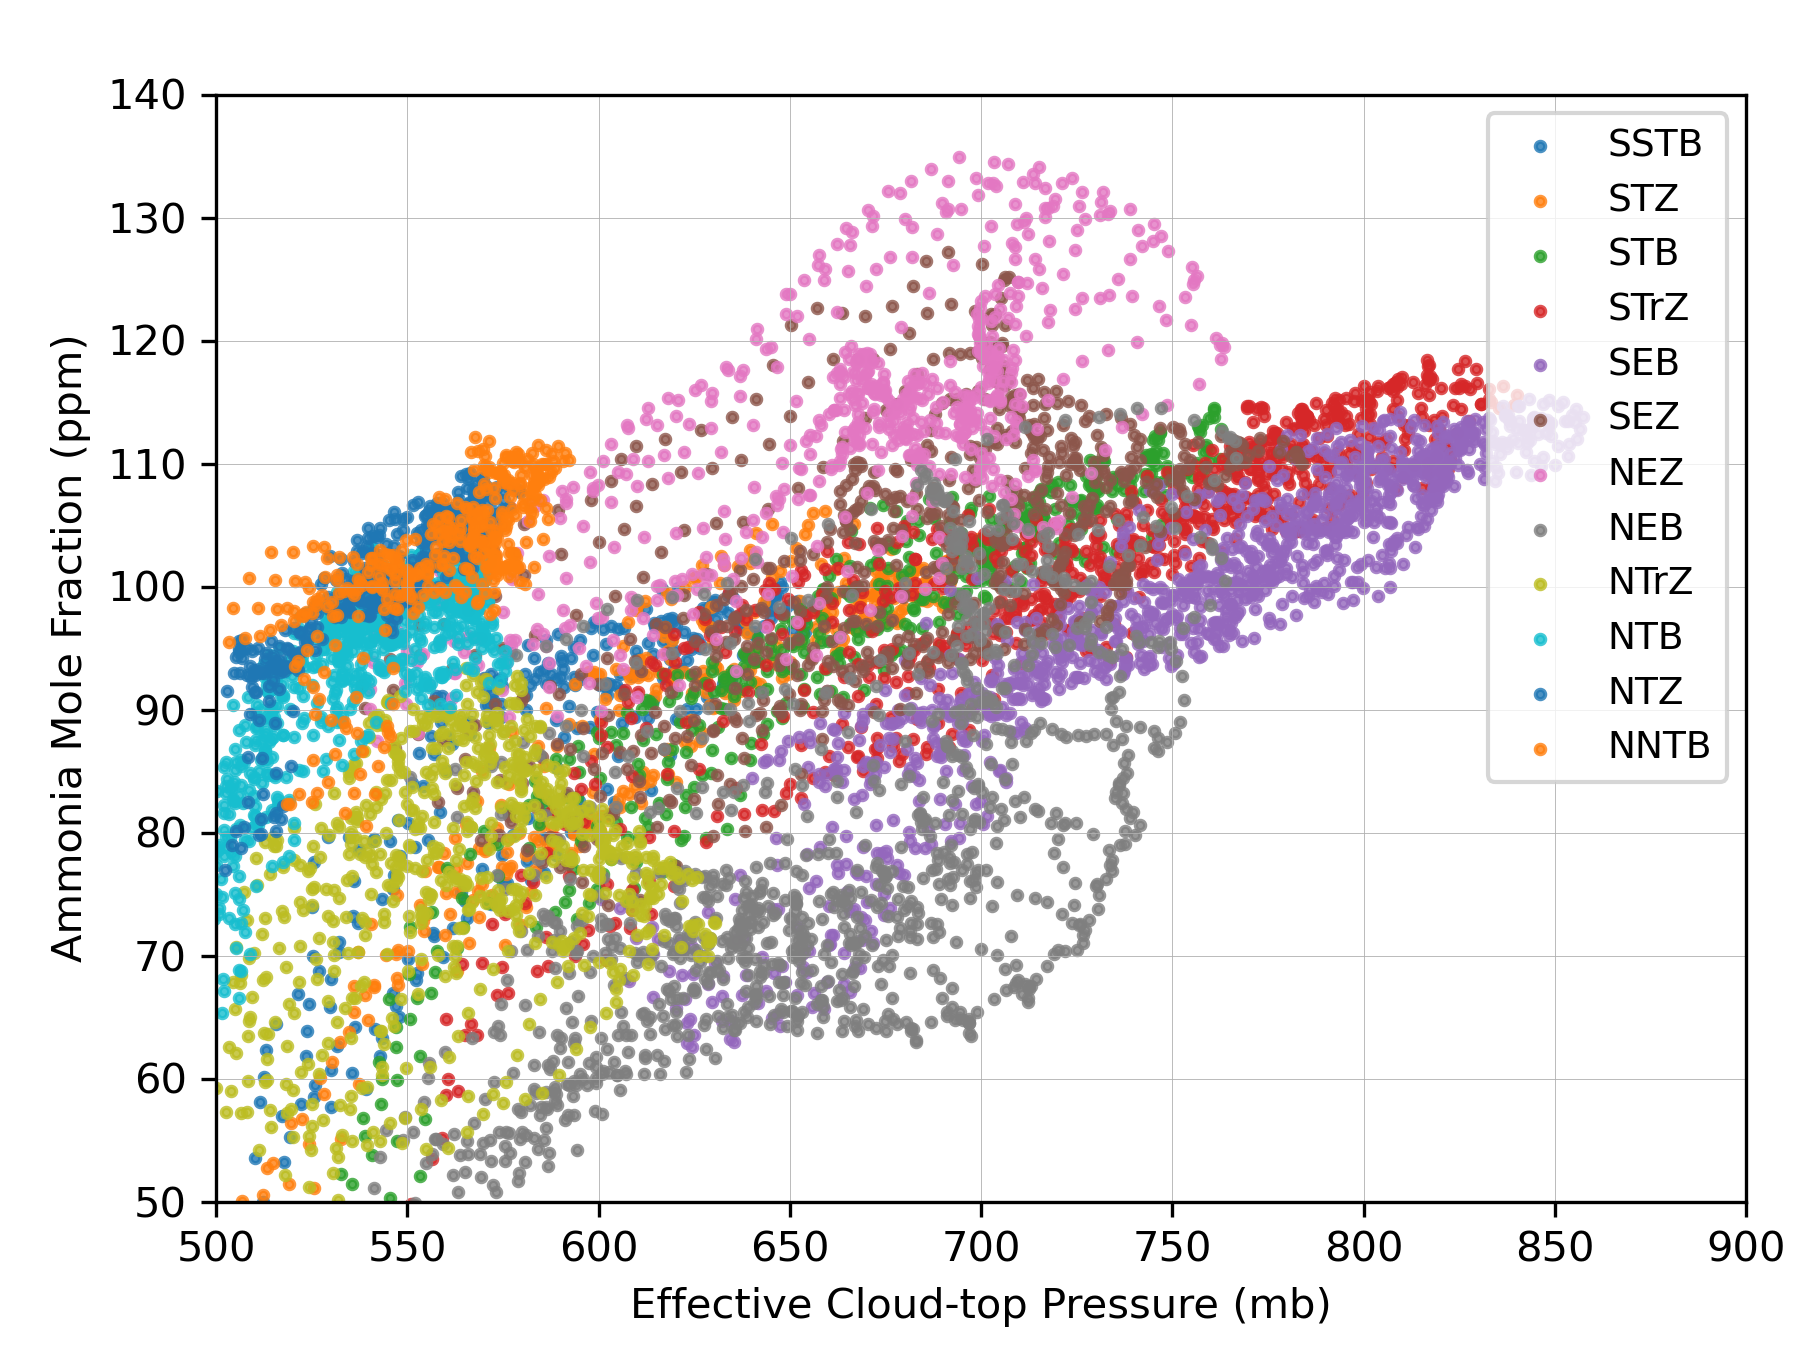 140
130
120
110
100
90
80
70
60
50
Ammonia Mole Fraction (ppm)
SSTB
STZ
STB
STrZ
SEB
SEZ
NEZ
NEB
NTrZ
NTB
NTZ
NNTB
500 550 600 650 700 750 800 850 900
Effective Cloud-top Pressure (mb)